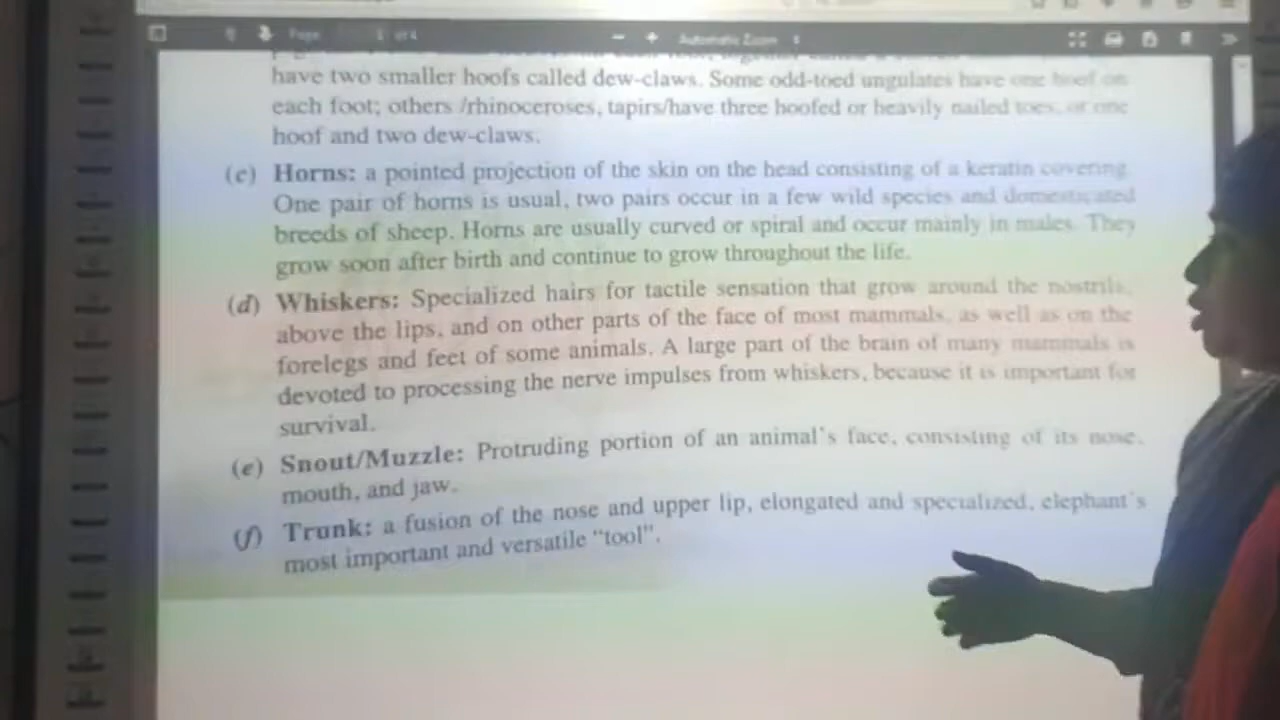 Page 1 of 4 − + Automatic Zoom
have two smaller hoofs called dew-claws. Some odd-toed ungulates have one hoof on
each foot; others /rhinoceroses, tapirs/have three hoofed or heavily nailed toes, or one
hoof and two dew-claws.
(c) Horns: a pointed projection of the skin on the head consisting of a keratin covering.
One pair of horns is usual, two pairs occur in a few wild species and domesticated
breeds of sheep. Horns are usually curved or spiral and occur mainly in males. They
grow soon after birth and continue to grow throughout the life.
(d) Whiskers: Specialized hairs for tactile sensation that grow around the nostrils,
above the lips, and on other parts of the face of most mammals, as well as on the
forelegs and feet of some animals. A large part of the brain of many mammals is
devoted to processing the nerve impulses from whiskers, because it is important for
survival.
(e) Snout/Muzzle: Protruding portion of an animal's face, consisting of its nose,
mouth, and jaw.
(f) Trunk: a fusion of the nose and upper lip, elongated and specialized, elephant's
most important and versatile "tool".